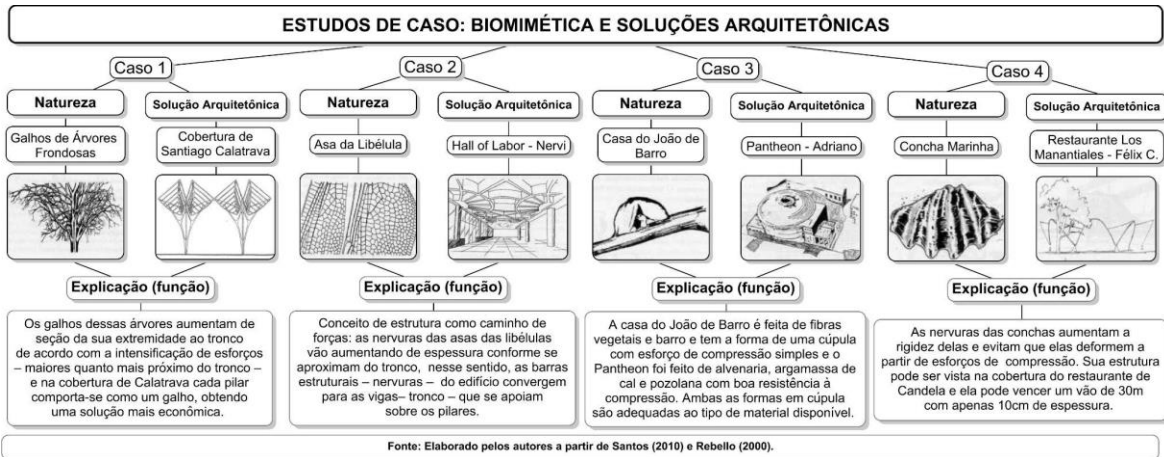 ESTUDOS DE CASO: BIOMIMÉTICA E SOLUÇÕES ARQUITETÔNICAS
Caso 1
Natureza
Solução Arquitetônica
Galhos de Árvores
Frondosas
Cobertura de
Santiago Calatrava
Explicação (função)
Os galhos dessas árvores aumentam de
seção da sua extremidade ao tronco
de acordo com a intensificação de esforços
– maiores quanto mais próximo do tronco –
e na cobertura de Calatrava cada pilar
comporta-se como um galho, obtendo
uma solução mais econômica.
Caso 2
Natureza
Solução Arquitetônica
Asa da Libélula
Hall of Labor - Nervi
Explicação (função)
Conceito de estrutura como caminho de
forças: as nervuras das asas das libélulas
vão aumentando de espessura conforme se
aproximam do tronco, nesse sentido, as barras
estruturais – nervuras – do edifício convergem
para as vigas– tronco – que se apoiam
sobre os pilares.
Caso 3
Natureza
Solução Arquitetônica
Casa do João de
Barro
Pantheon - Adriano
Explicação (função)
A casa do João de Barro é feita de fibras
vegetais e barro e tem a forma de uma cúpula
com esforço de compressão simples e o
Pantheon foi feito de alvenaria, argamassa de
cal e pozolana com boa resistência à
compressão. Ambas as formas em cúpula
são adequadas ao tipo de material disponível.
Caso 4
Natureza
Solução Arquitetônica
Concha Marinha
Restaurante Los
Manantiales - Félix C.
Explicação (função)
As nervuras das conchas aumentam a
rigidez delas e evitam que elas deformem a
partir de esforços de compressão. Sua estrutura
pode ser vista na cobertura do restaurante de
Candela e ela pode vencer um vão de 30m
com apenas 10cm de espessura.
Fonte: Elaborado pelos autores a partir de Santos (2010) e Rebello (2000).